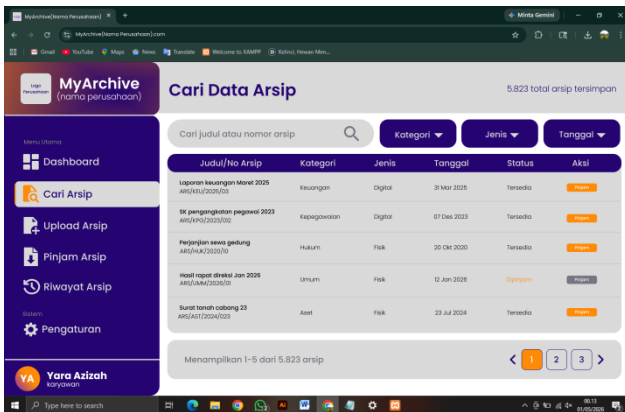 MyArchive(Nama Perusahaan)
Minta Gemini
MyArchive(Nama Perusahaan).com
Gmail YouTube Maps News Translate Welcome to XAMPP Kelinci, Hewan Men...
Logo Perusahaan
MyArchive
(nama perusahaan)
Cari Data Arsip
5.823 total arsip tersimpan
Menu Utama
Dashboard
Cari Arsip
Upload Arsip
Pinjam Arsip
Riwayat Arsip
Sistem
Pengaturan
YA
Yara Azizah
karyawan
Cari judul atau nomor arsip
Kategori
Jenis
Tanggal
Judul/No Arsip Kategori Jenis Tanggal Status Aksi
Laporan keuangan Maret 2025
ARS/KEU/2025/03
Keuangan Digital 31 Mar 2025 Tersedia Pinjam
SK pengangkatan pegawai 2023
ARS/KPG/2023/012
Kepegawaian Digital 07 Des 2023 Tersedia Pinjam
Perjanjian sewa gedung
ARS/HUK/2020/10
Hukum Fisik 20 Okt 2020 Tersedia Pinjam
Hasil rapat direksi Jan 2026
ARS/UMM/2026/01
Umum Fisik 12 Jan 2026 Dipinjam Pinjam
Surat tanah cabang 23
ARS/AST/2024/023
Aset Fisik 23 Jul 2024 Tersedia Pinjam
Menampilkan 1-5 dari 5.823 arsip
1 2 3
Type here to search
00.13
01/05/2026